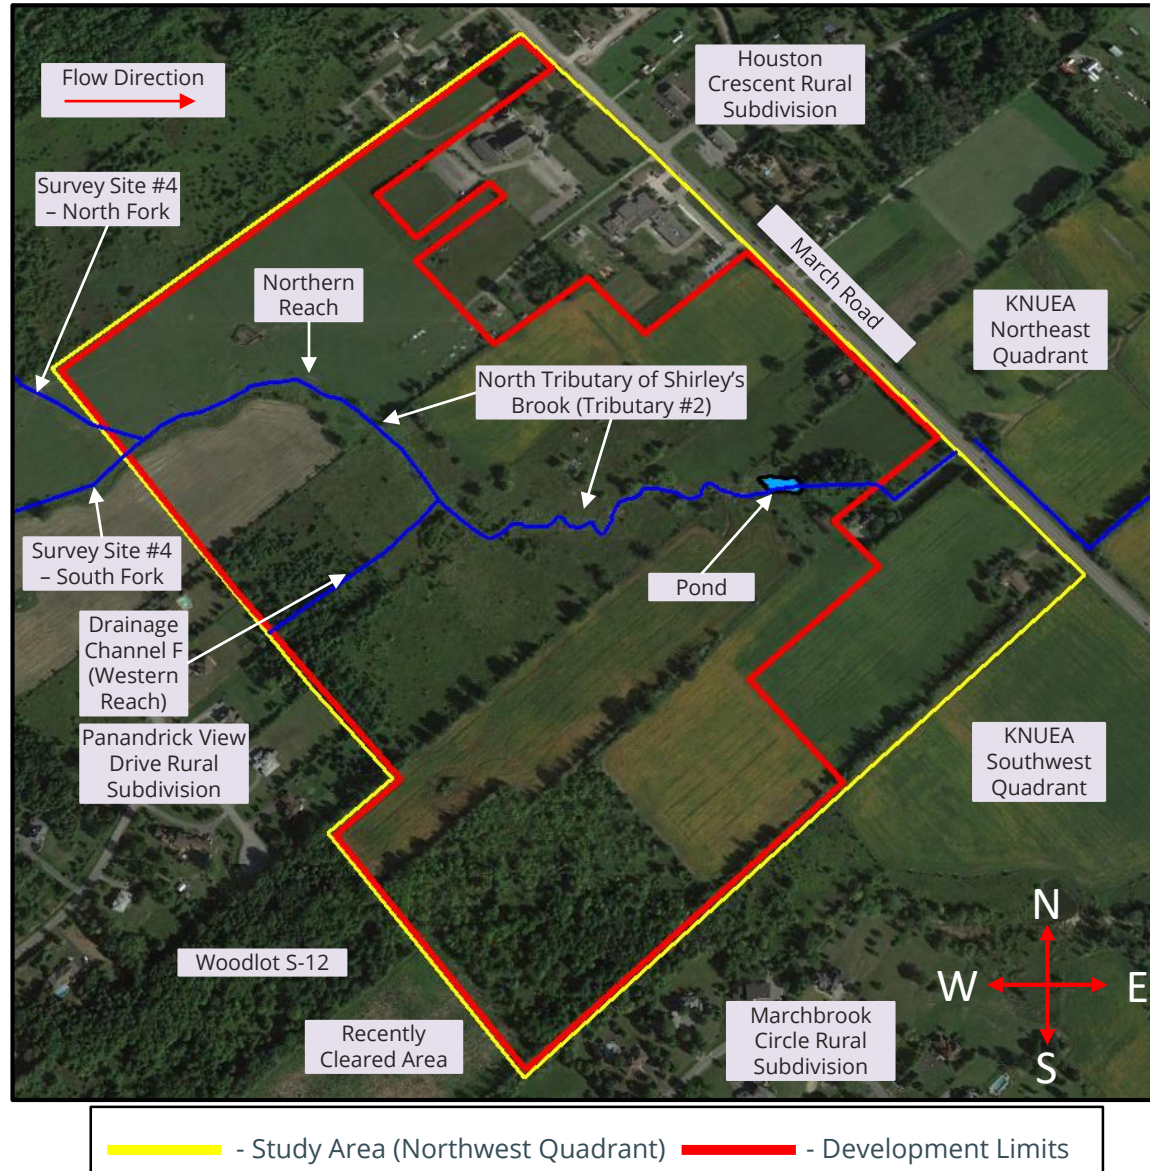 Flow Direction
Houston
Crescent Rural
Subdivision
Survey Site #4
– North Fork
March Road
Northern
Reach
KNUEA
Northeast
Quadrant
North Tributary of Shirley's
Brook (Tributary #2)
Survey Site #4
– South Fork
Pond
Drainage
Channel F
(Western
Reach)
Panandrick View
Drive Rural
Subdivision
KNUEA
Southwest
Quadrant
Woodlot S-12
Recently
Cleared Area
Marchbrook
Circle Rural
Subdivision
N
W E
S
- Study Area (Northwest Quadrant) - Development Limits